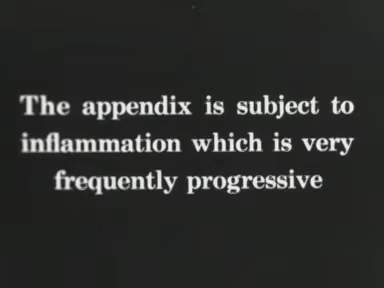 The appendix is subject to
inflammation which is very
frequently progressive